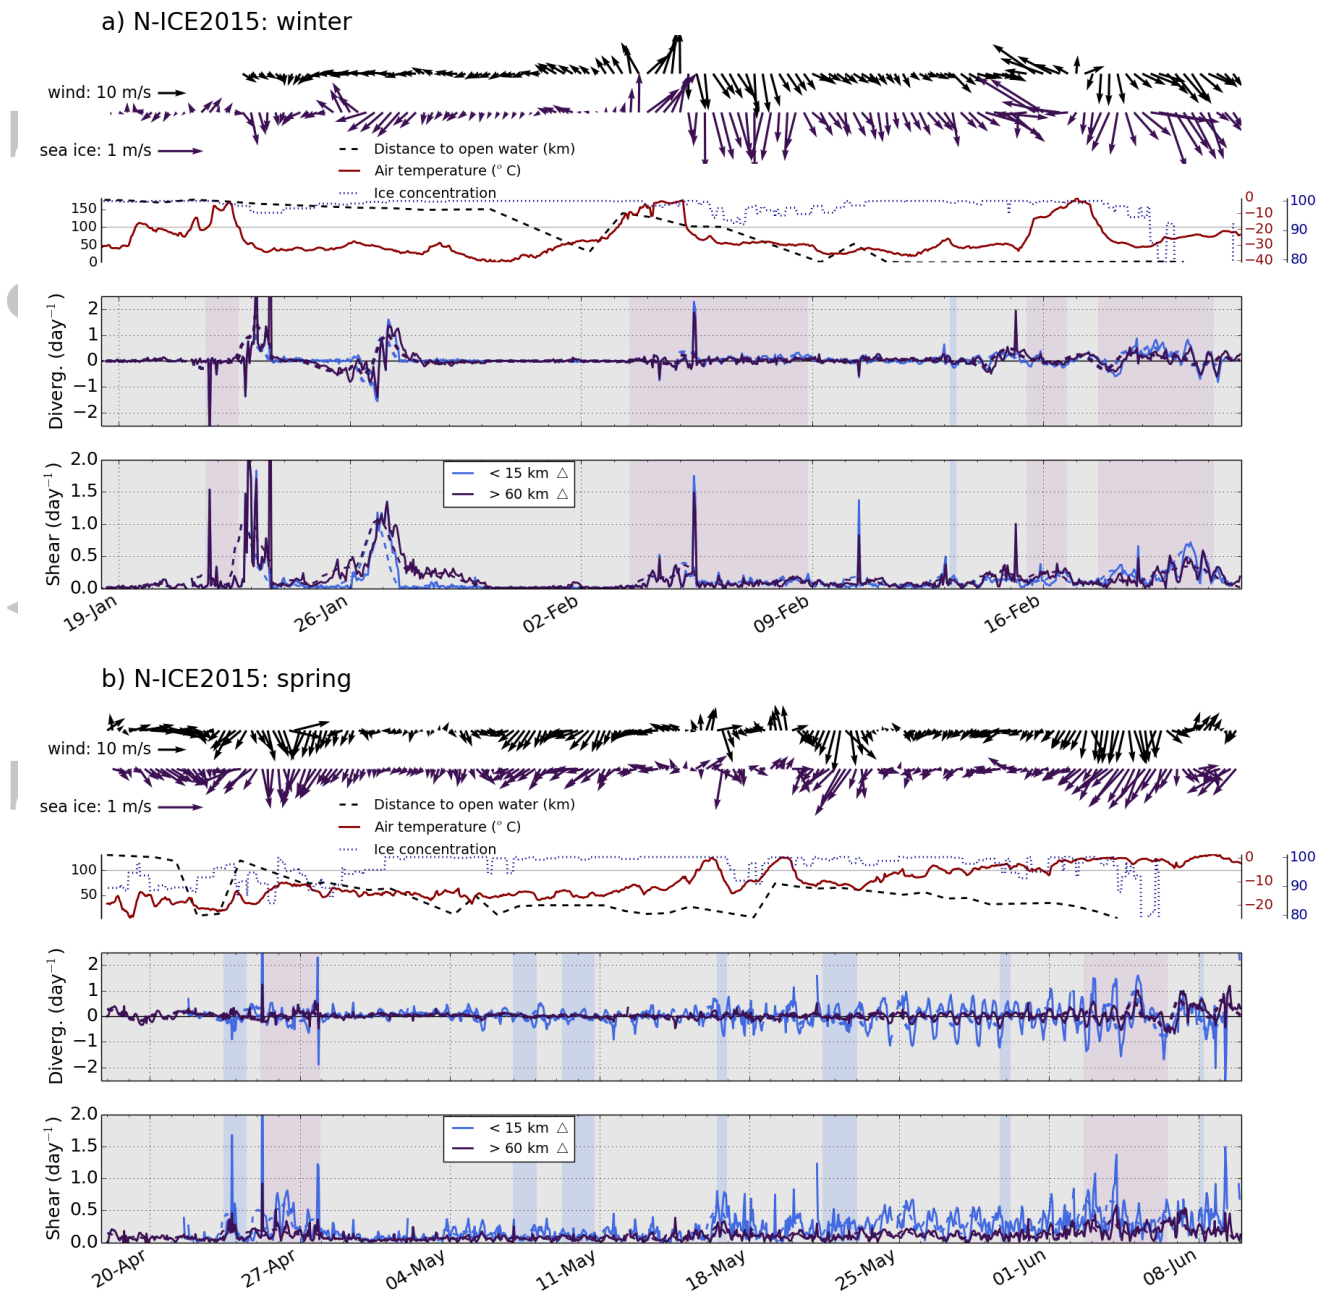 a) N-ICE2015: winter
wind: 10 m/s
sea ice: 1 m/s
Distance to open water (km)
Air temperature (° C)
Ice concentration
150
100
50
0
0
−10
−20
−30
−40
100
90
80
Diverg. (day⁻¹)
2
1
0
−1
−2
Shear (day⁻¹)
2.0
1.5
1.0
0.5
0.0
< 15 km △
> 60 km △
19-Jan
26-Jan
02-Feb
09-Feb
16-Feb
b) N-ICE2015: spring
wind: 10 m/s
sea ice: 1 m/s
Distance to open water (km)
Air temperature (° C)
Ice concentration
100
50
0
−10
−20
100
90
80
Diverg. (day⁻¹)
2
1
0
−1
−2
Shear (day⁻¹)
2.0
1.5
1.0
0.5
0.0
< 15 km △
> 60 km △
20-Apr
27-Apr
04-May
11-May
18-May
25-May
01-Jun
08-Jun